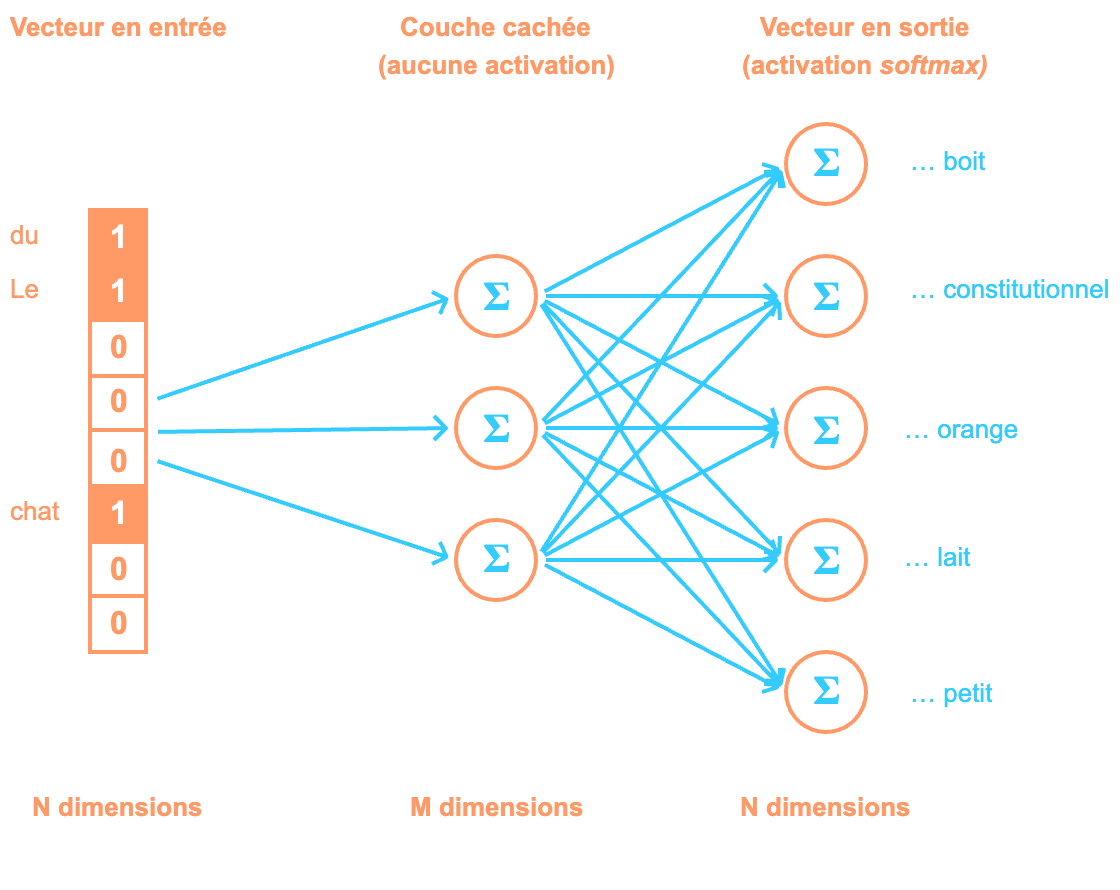 Vecteur en entrée
Couche cachée
(aucune activation)
Vecteur en sortie
(activation softmax)
du
1
Le
1
0
0
0
chat
1
0
0
Σ
Σ
Σ
Σ
… boit
Σ
… constitutionnel
Σ
… orange
Σ
… lait
Σ
… petit
N dimensions
M dimensions
N dimensions